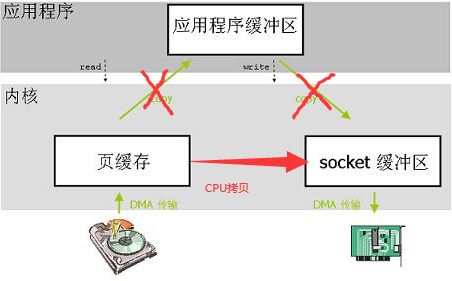 应用程序
应用程序缓冲区
read
write
内核
copy
copy
页缓存
socket 缓冲区
CPU拷贝
DMA 传输
DMA 传输